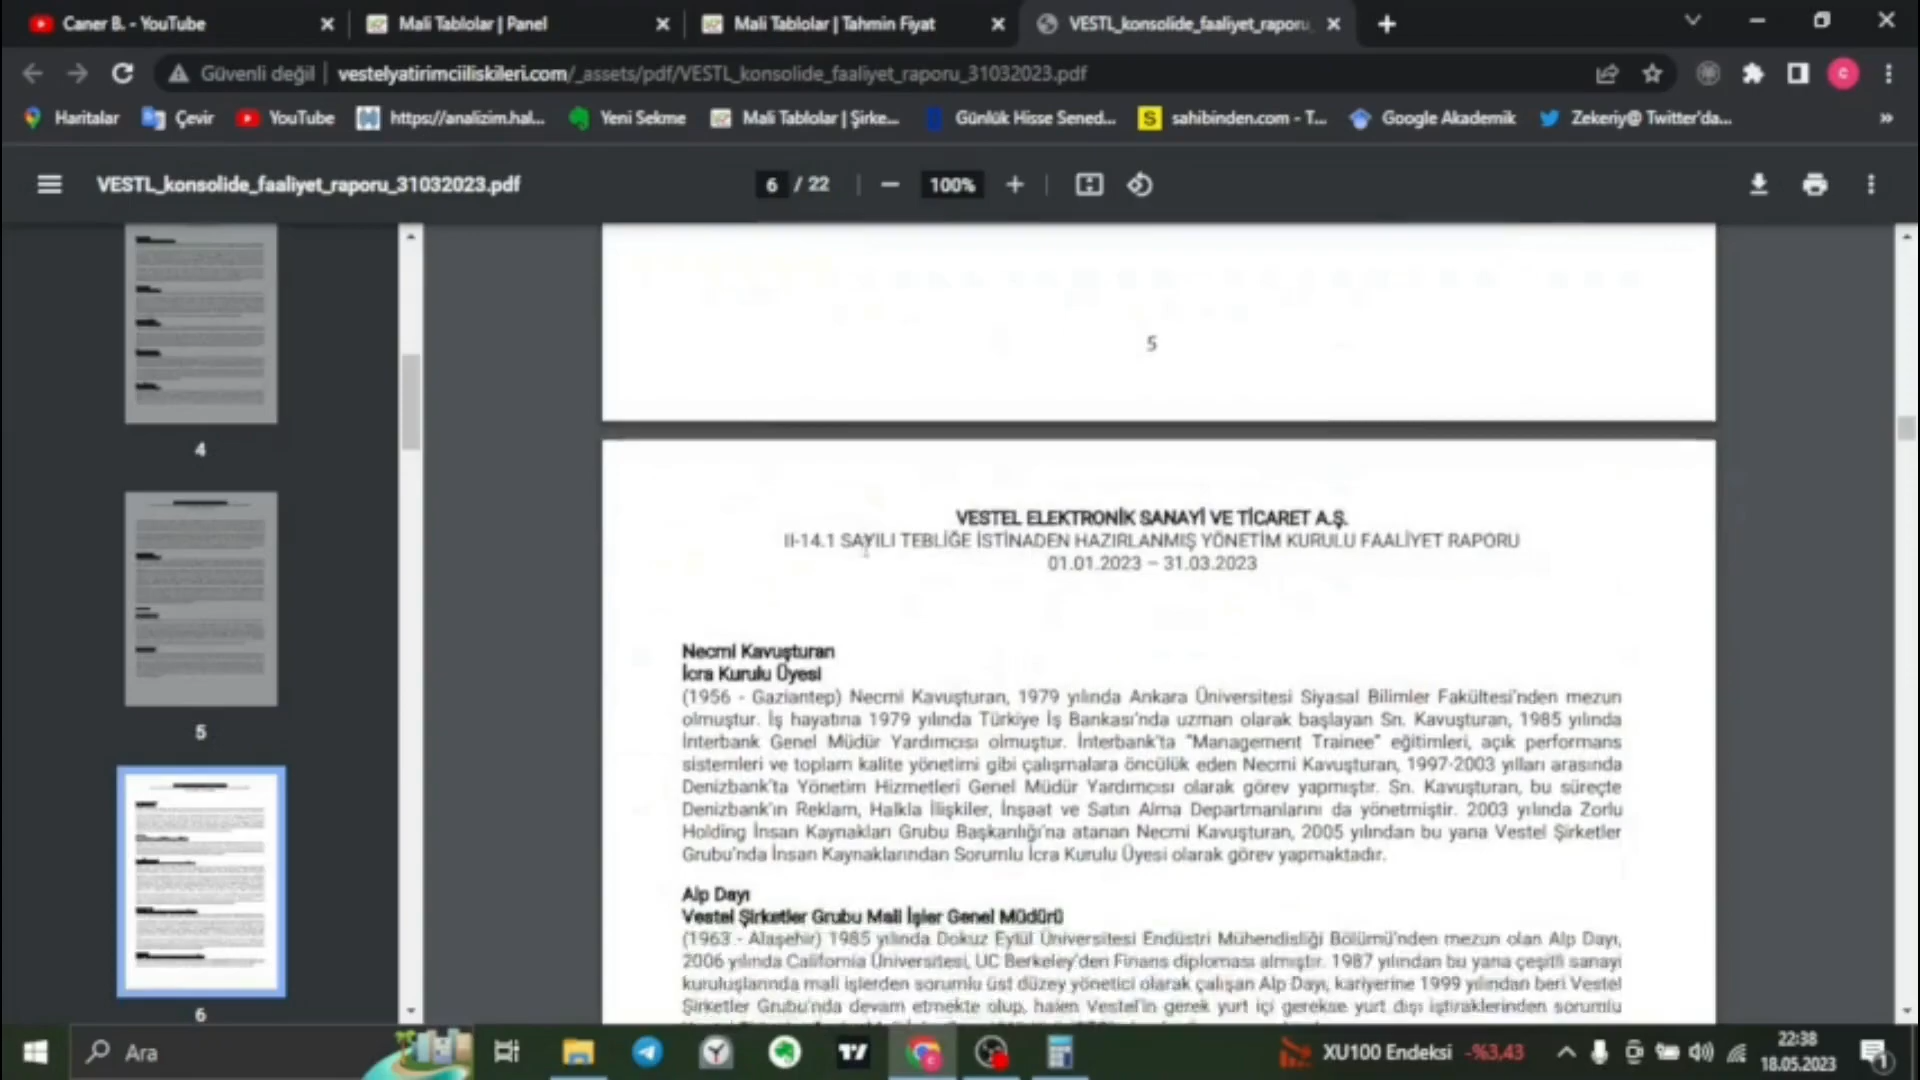 Caner B. - YouTube
Mali Tablolar | Panel
Mali Tablolar | Tahmin Fiyat
VESTL_konsolide_faaliyet_raporu
Güvenli değil | vestelyatirimciiliskileri.com/_assets/pdf/VESTL_konsolide_faaliyet_raporu_31032023.pdf
C
Haritalar
Çevir
YouTube
https://analizim.hal...
Yeni Sekme
Mali Tablolar | Şirke...
Günlük Hisse Sened...
S sahibinden.com - T...
Google Akademik
Zekeriy@ Twitter'da...
»
VESTL_konsolide_faaliyet_raporu_31032023.pdf
6 / 22
100%
4
5
6
5
VESTEL ELEKTRONİK SANAYİ VE TİCARET A.Ş.
II-14.1 SAYILI TEBLİĞE İSTİNADEN HAZIRLANMIŞ YÖNETİM KURULU FAALİYET RAPORU
01.01.2023 – 31.03.2023
Necmi Kavuşturan
İcra Kurulu Üyesi
(1956 - Gaziantep) Necmi Kavuşturan, 1979 yılında Ankara Üniversitesi Siyasal Bilimler Fakültesi'nden mezun
olmuştur. İş hayatına 1979 yılında Türkiye İş Bankası'nda uzman olarak başlayan Sn. Kavuşturan, 1985 yılında
İnterbank Genel Müdür Yardımcısı olmuştur. İnterbank'ta "Management Trainee" eğitimleri, açık performans
sistemleri ve toplam kalite yönetimi gibi çalışmalara öncülük eden Necmi Kavuşturan, 1997-2003 yılları arasında
Denizbank'ta Yönetim Hizmetleri Genel Müdür Yardımcısı olarak görev yapmıştır. Sn. Kavuşturan, bu süreçte
Denizbank'ın Reklam, Halkla İlişkiler, İnşaat ve Satın Alma Departmanlarını da yönetmiştir. 2003 yılında Zorlu
Holding İnsan Kaynakları Grubu Başkanlığı'na atanan Necmi Kavuşturan, 2005 yılından bu yana Vestel Şirketler
Grubu'nda İnsan Kaynaklarından Sorumlu İcra Kurulu Üyesi olarak görev yapmaktadır.
Alp Dayı
Vestel Şirketler Grubu Mali İşler Genel Müdürü
(1963 - Alaşehir) 1985 yılında Dokuz Eylül Üniversitesi Endüstri Mühendisliği Bölümü'nden mezun olan Alp Dayı,
2006 yılında California Üniversitesi, UC Berkeley'den Finans diploması almıştır. 1987 yılından bu yana çeşitli sanayi
kuruluşlarında mali işlerden sorumlu üst düzey yönetici olarak çalışan Alp Dayı, kariyerine 1999 yılından beri Vestel
Şirketler Grubu'nda devam etmekte olup, halen Vestel'in gerek yurt içi gerekse yurt dışı iştiraklerinden sorumlu
Ara
XU100 Endeksi -%3,43
22:38
18.05.2023
1